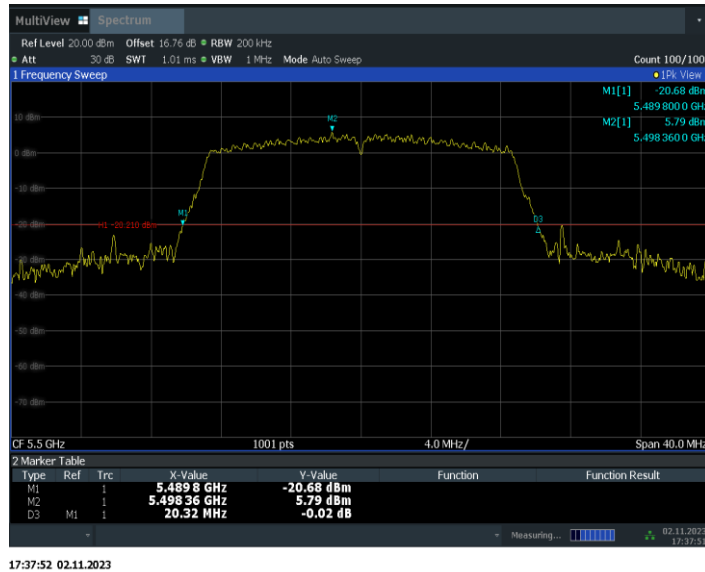 MultiView Spectrum
Ref Level 20.00 dBm Offset 16.76 dB RBW 200 kHz
Att 30 dB SWT 1.01 ms VBW 1 MHz Mode Auto Sweep Count 100/100
1 Frequency Sweep 1Pk View
M1[1] -20.68 dBm
5.489 800 0 GHz
M2[1] 5.79 dBm
5.498 360 0 GHz
M2
10 dBm
0 dBm
-10 dBm
M1
D3
-20 dBm
H1 -20.210 dBm
-30 dBm
-40 dBm
-50 dBm
-60 dBm
-70 dBm
CF 5.5 GHz 1001 pts 4.0 MHz/ Span 40.0 MHz
2 Marker Table
Type Ref Trc X-Value Y-Value Function Function Result
M1 1 5.489 8 GHz -20.68 dBm
M2 1 5.498 36 GHz 5.79 dBm
D3 M1 1 20.32 MHz -0.02 dB
Measuring... 02.11.2023
17:37:51
17:37:52 02.11.2023